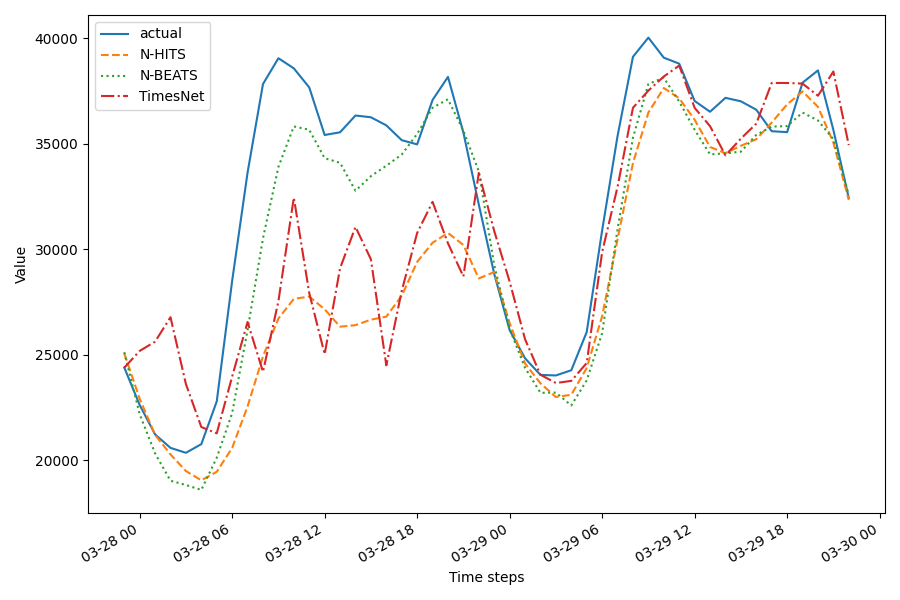 actual
N-HITS
N-BEATS
TimesNet
40000
35000
30000
25000
20000
Value
03-28 00
03-28 06
03-28 12
03-28 18
03-29 00
03-29 06
03-29 12
03-29 18
03-30 00
Time steps